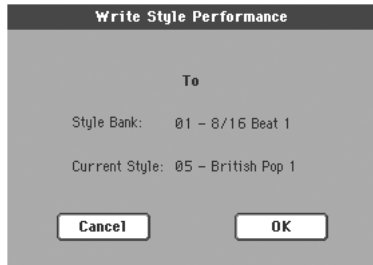 Write Style Performance
To
Style Bank: 01 - 8/16 Beat 1
Current Style: 05 - British Pop 1
Cancel OK